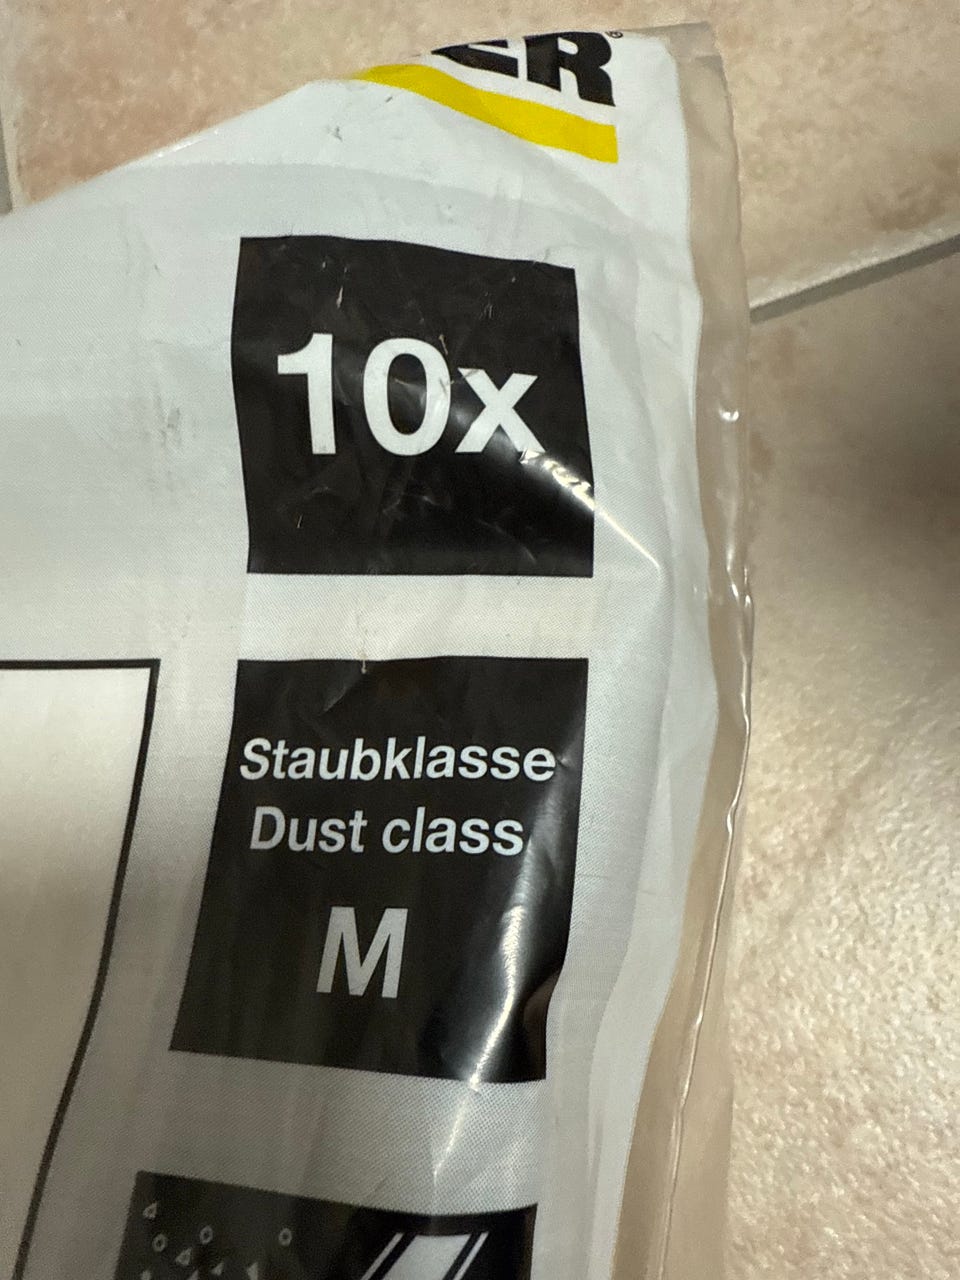 10x
Staubklasse
Dust class
M